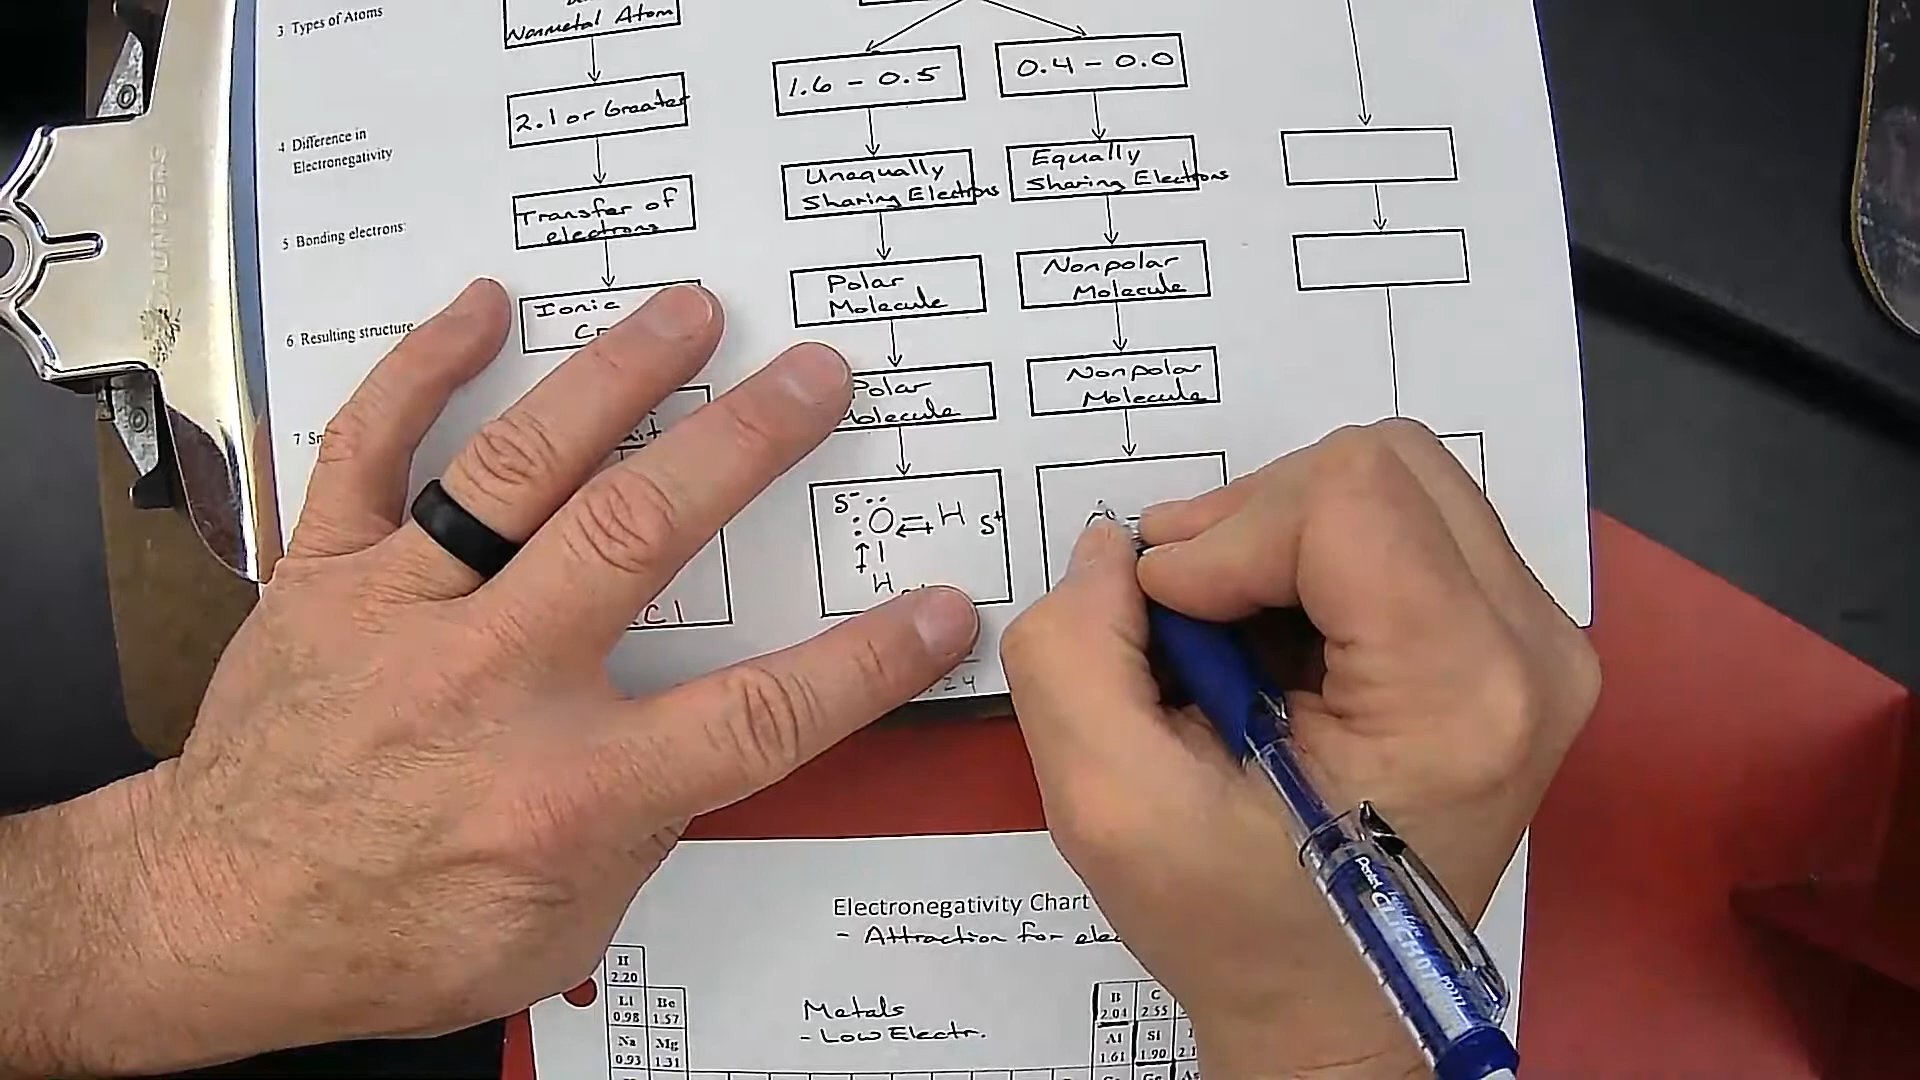 3 Types of Atoms
Nonmetal Atom
2.1 or Greater
1.6 - 0.5
0.4 - 0.0
4 Difference in
Electronegativity
Transfer of
electrons
Unequally
Sharing Electrons
Equally
Sharing Electrons
5 Bonding electrons:
Ionic
Polar
Molecule
Nonpolar
Molecule
6 Resulting structure
Polar
Molecule
Nonpolar
Molecule
7
S- O H S+
H
Cl
.24
Electronegativity Chart
- Attraction for
Metals
- Low Electr.
H
2.20
Li Be
0.98 1.57
Na Mg
0.93 1.31
B C
2.04 2.55
Al Si
1.61 1.90
Pentel
CLICR
07